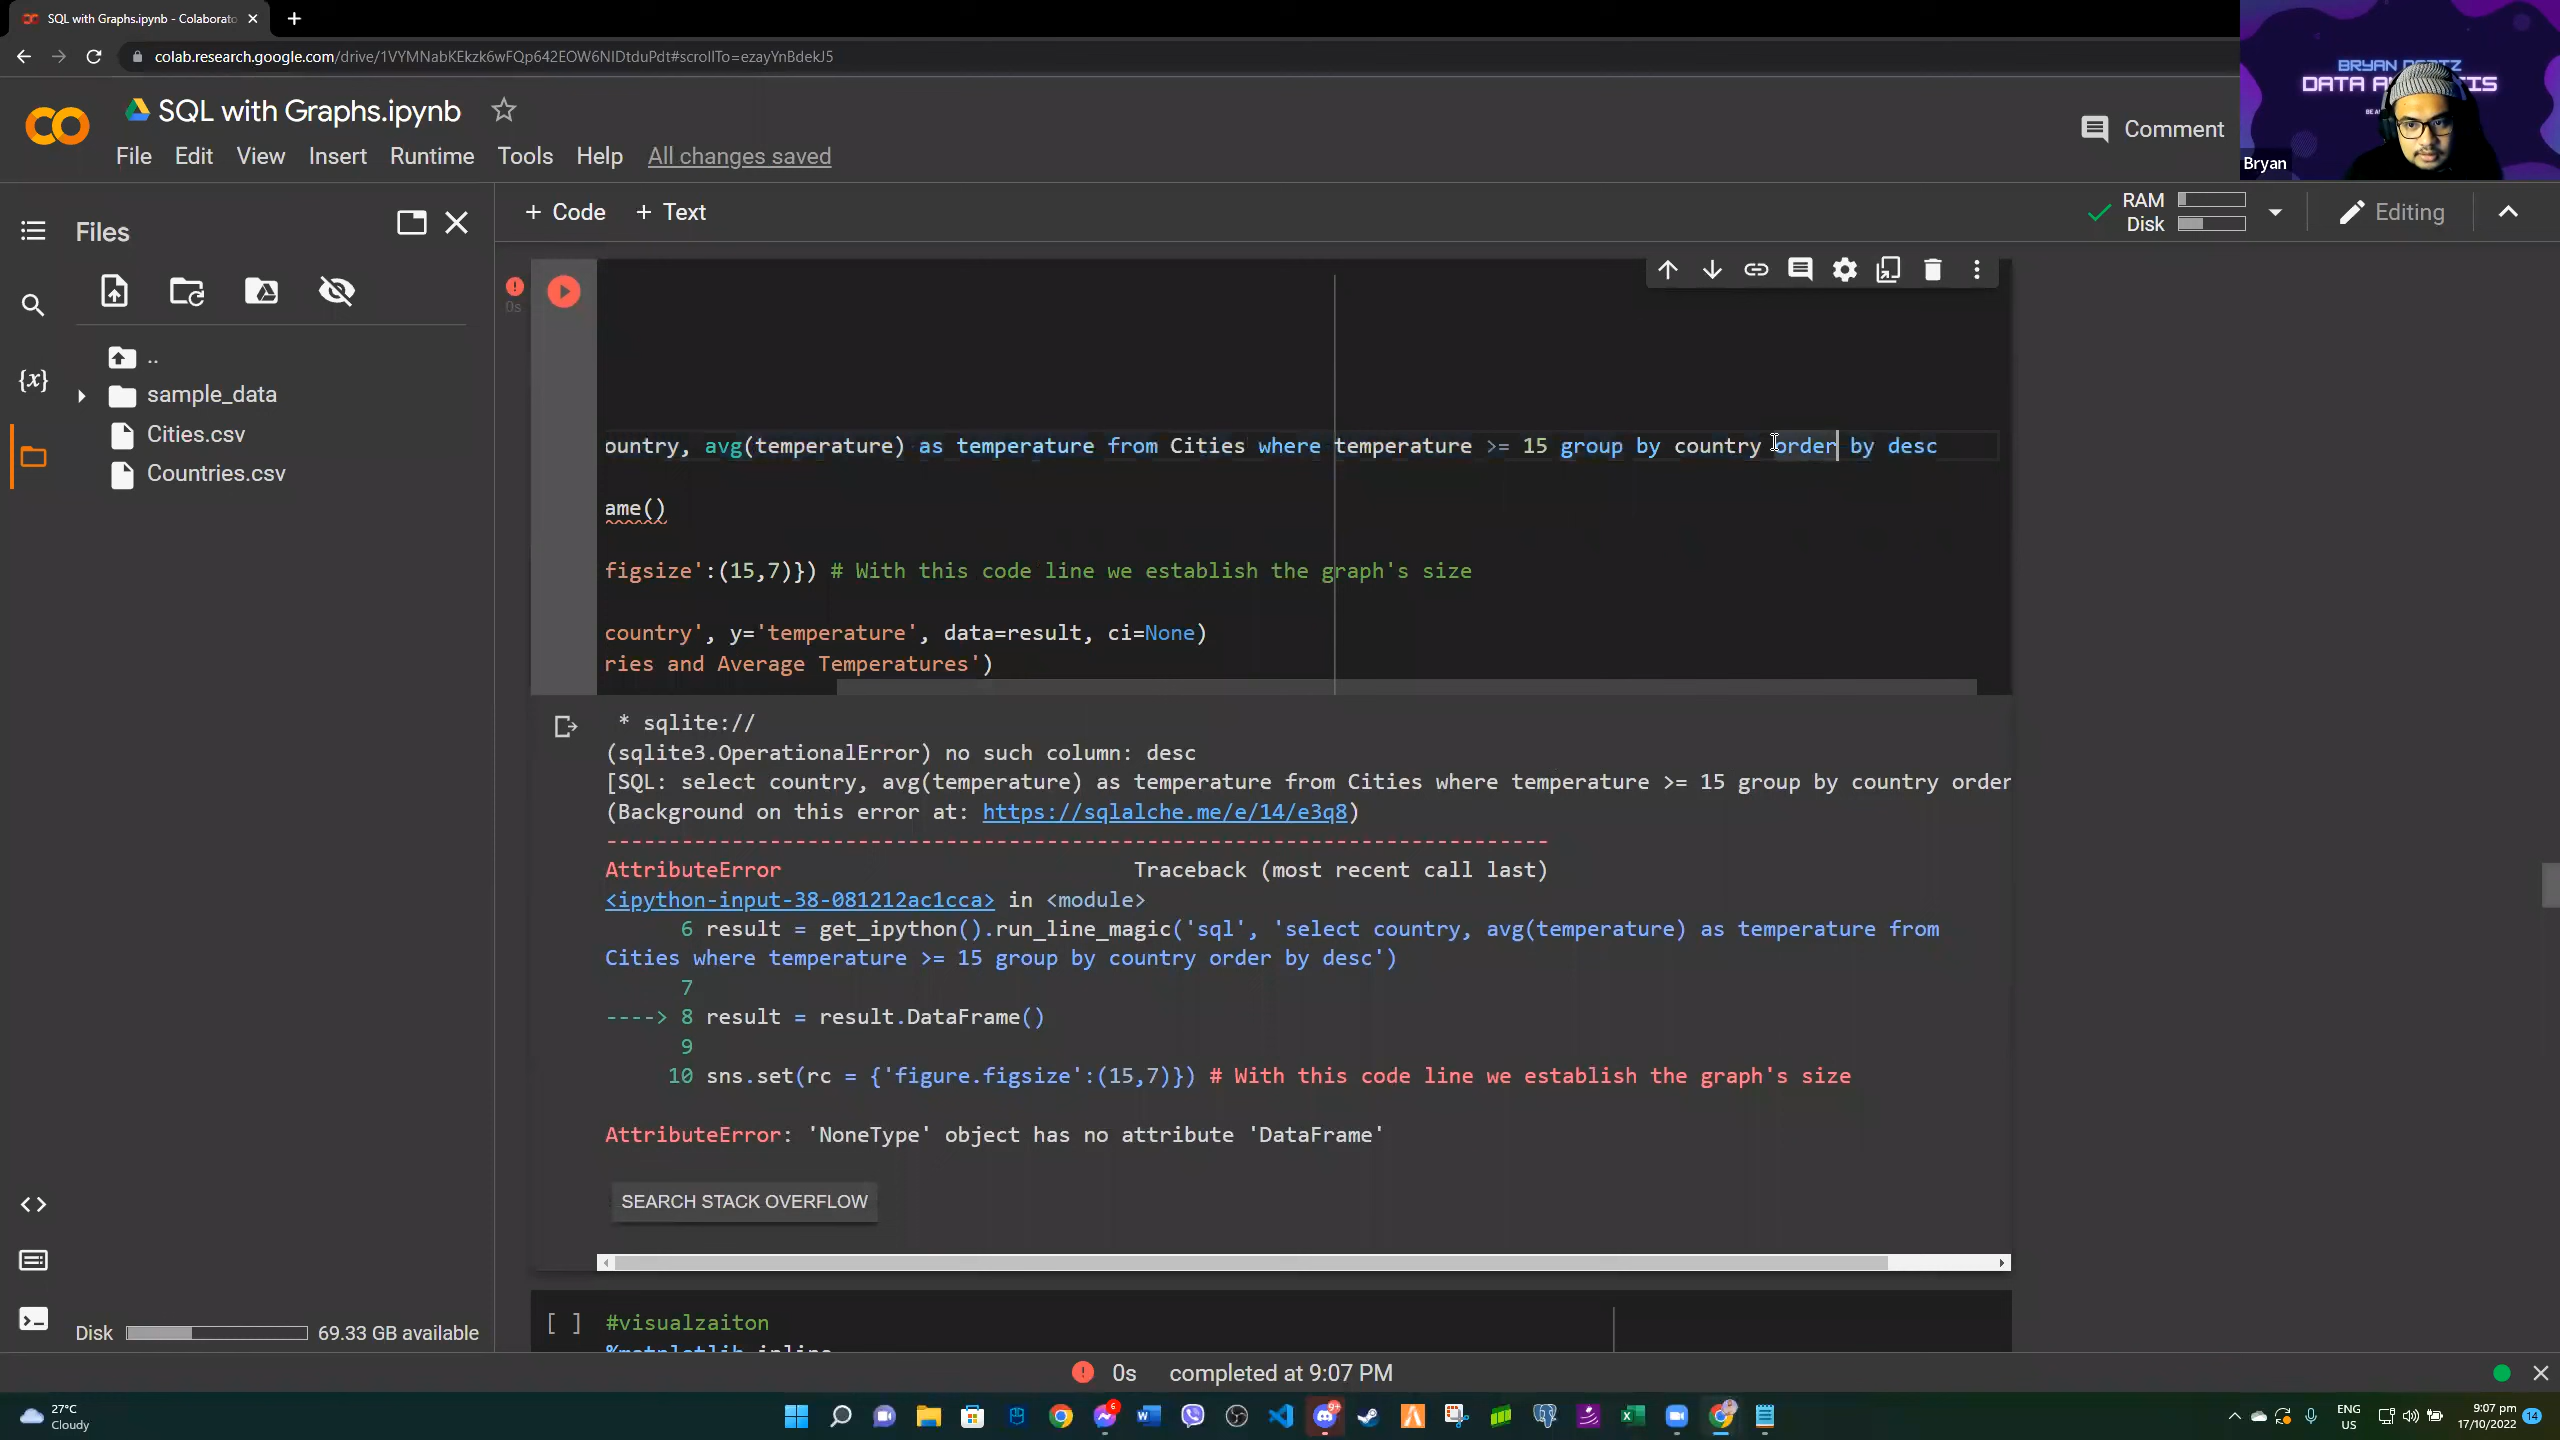 SQL with Graphs.ipynb - Colaborato
colab.research.google.com/drive/1VYMNabKEkzk6wFQp642EOW6NIDtduPdt#scrollTo=ezayYnBdekJ5
SQL with Graphs.ipynb
File Edit View Insert Runtime Tools Help All changes saved
Comment
DATA
Bryan
Files
+ Code + Text
RAM
Disk
Editing
..
sample_data
Cities.csv
Countries.csv
{x}
0s
ountry, avg(temperature) as temperature from Cities where temperature >= 15 group by country order by desc
ame()
figsize':(15,7)}) # With this code line we establish the graph's size
country', y='temperature', data=result, ci=None)
ries and Average Temperatures')
* sqlite://
(sqlite3.OperationalError) no such column: desc
[SQL: select country, avg(temperature) as temperature from Cities where temperature >= 15 group by country order
(Background on this error at: https://sqlalche.me/e/14/e3q8)
---------------------------------------------------------------------------
AttributeError Traceback (most recent call last)
<ipython-input-38-081212ac1cca> in <module>
6 result = get_ipython().run_line_magic('sql', 'select country, avg(temperature) as temperature from
Cities where temperature >= 15 group by country order by desc')
7
----> 8 result = result.DataFrame()
9
10 sns.set(rc = {'figure.figsize':(15,7)}) # With this code line we establish the graph's size
AttributeError: 'NoneType' object has no attribute 'DataFrame'
SEARCH STACK OVERFLOW
[ ] #visualzaiton
%matplotlib inline
Disk 69.33 GB available
0s completed at 9:07 PM
27°C
Cloudy
ENG
US
9:07 pm
17/10/2022
14